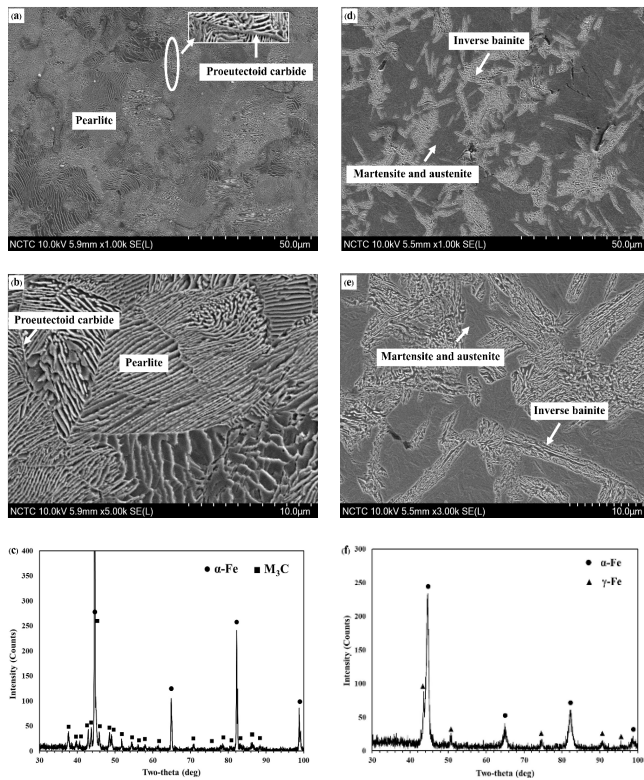 (a)
Proeutectoid carbide
Pearlite
NCTC 10.0kV 5.9mm x1.00k SE(L)
50.0μm
(d)
Inverse bainite
Martensite and austenite
NCTC 10.0kV 5.5mm x1.00k SE(L)
50.0μm
(b)
Proeutectoid carbide
Pearlite
NCTC 10.0kV 5.9mm x5.00k SE(L)
10.0μm
(e)
Martensite and austenite
Inverse bainite
NCTC 10.0kV 5.5mm x3.00k SE(L)
10.0μm
(c)
400
350
300
250
200
150
100
50
0
Intensity (Counts)
● α-Fe ■ M₃C
30 40 50 60 70 80 90 100
Two-theta (deg)
(f)
300
250
200
150
100
50
0
Intensity (Counts)
● α-Fe
▲ γ-Fe
30 40 50 60 70 80 90 100
Two-theta (deg)